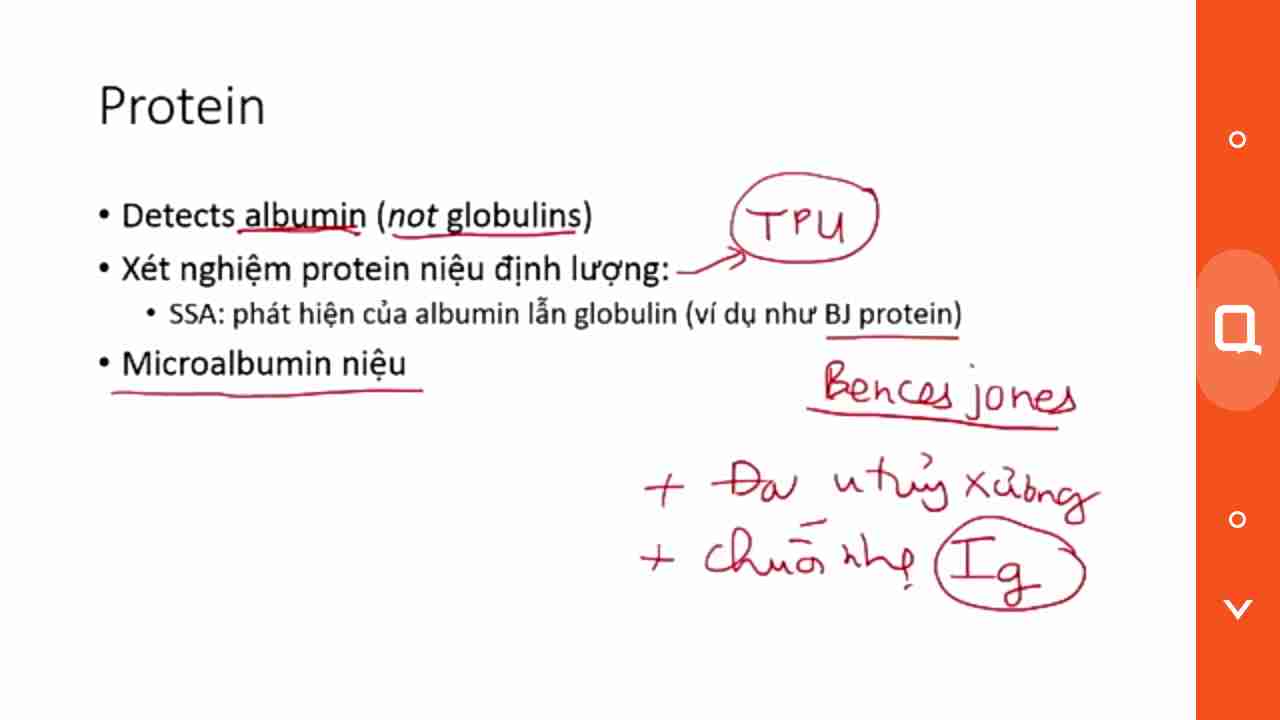 Protein
• Detects albumin (not globulins)
TPU
• Xét nghiệm protein niệu định lượng:
• SSA: phát hiện của albumin lẫn globulin (ví dụ như BJ protein)
• Microalbumin niệu
Bences jones
+ Đa u tủy xương
+ chuỗi nhẹ Ig